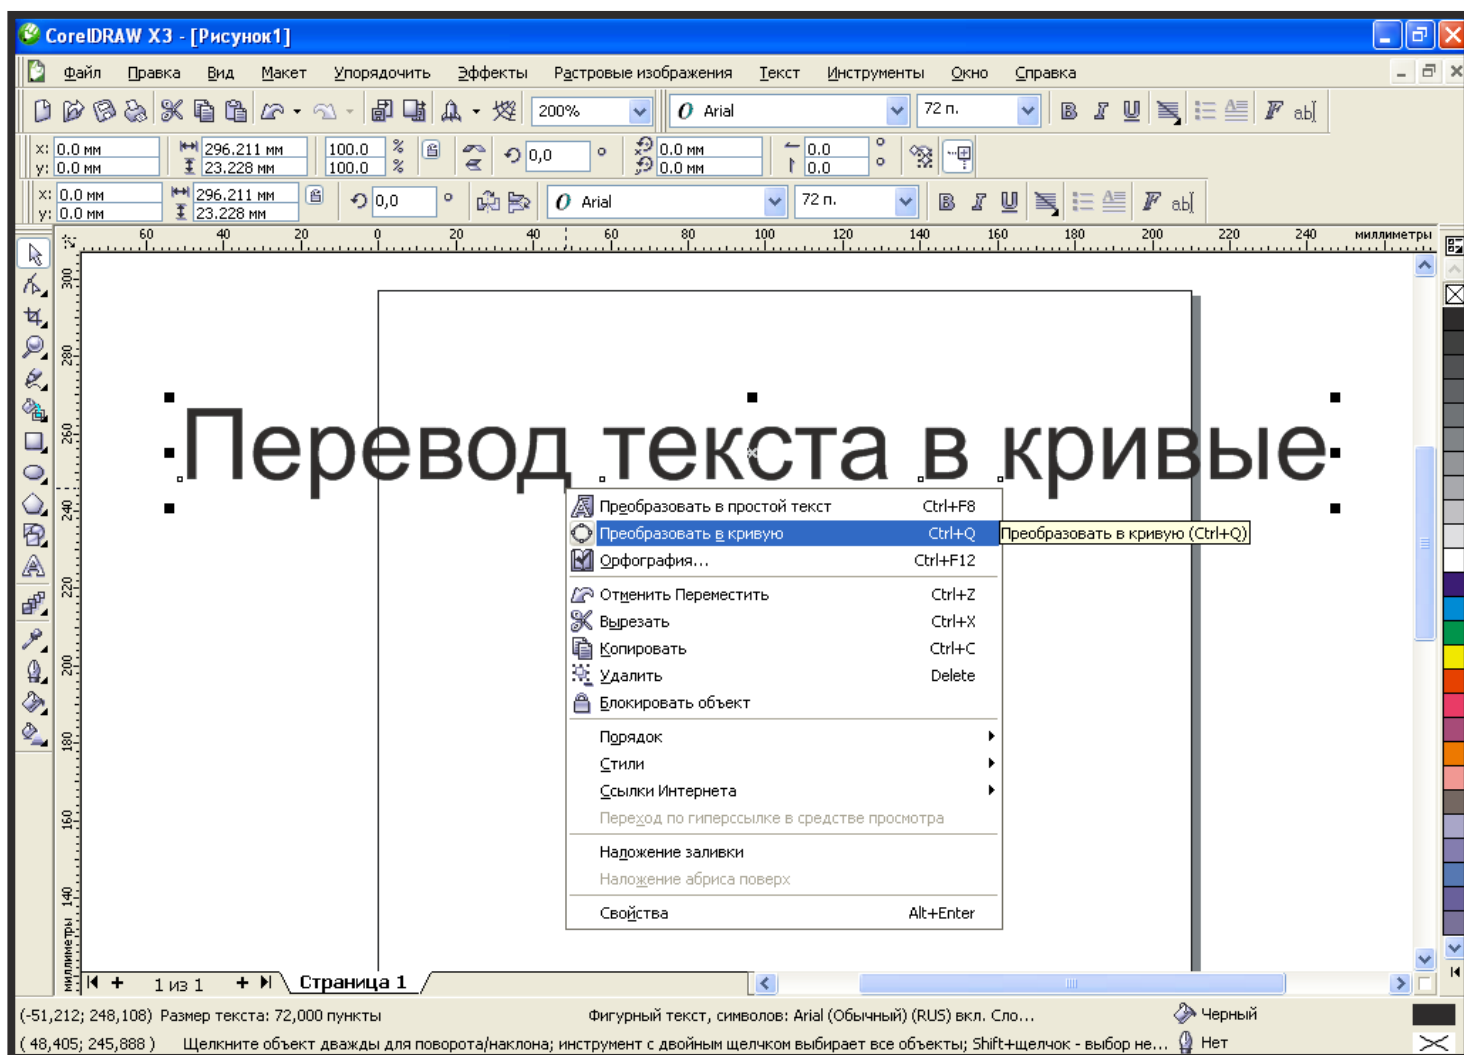 CorelDRAW X3 - [Рисунок1]
Файл Правка Вид Макет Упорядочить Эффекты Растровые изображения Текст Инструменты Окно Справка
200% O Arial 72 п. B I U F ab
x: 0.0 мм 296.211 мм 100.0 % 0,0 ° 0.0 мм 0.0 °
y: 0.0 мм 23.228 мм 100.0 % 0.0 мм 0.0 °
x: 0.0 мм 296.211 мм 0,0 ° O Arial 72 п. B I U F ab
y: 0.0 мм 23.228 мм
60 40 20 0 20 40 60 80 100 120 140 160 180 200 220 240 миллиметры
300
280
260
240
220
200
180
160
140
миллиметры
Перевод текста в кривые
Преобразовать в простой текст Ctrl+F8
Преобразовать в кривую Ctrl+Q
Преобразовать в кривую (Ctrl+Q)
Орфография... Ctrl+F12
Отменить Переместить Ctrl+Z
Вырезать Ctrl+X
Копировать Ctrl+C
Удалить Delete
Блокировать объект
Порядок
Стили
Ссылки Интернета
Переход по гиперссылке в средстве просмотра
Наложение заливки
Наложение абриса поверх
Свойства Alt+Enter
1 из 1 Страница 1
(-51,212; 248,108) Размер текста: 72,000 пункты Фигурный текст, символов: Arial (Обычный) (RUS) вкл. Сло... Черный
( 48,405; 245,888 ) Щелкните объект дважды для поворота/наклона; инструмент с двойным щелчком выбирает все объекты; Shift+щелчок - выбор не... Нет